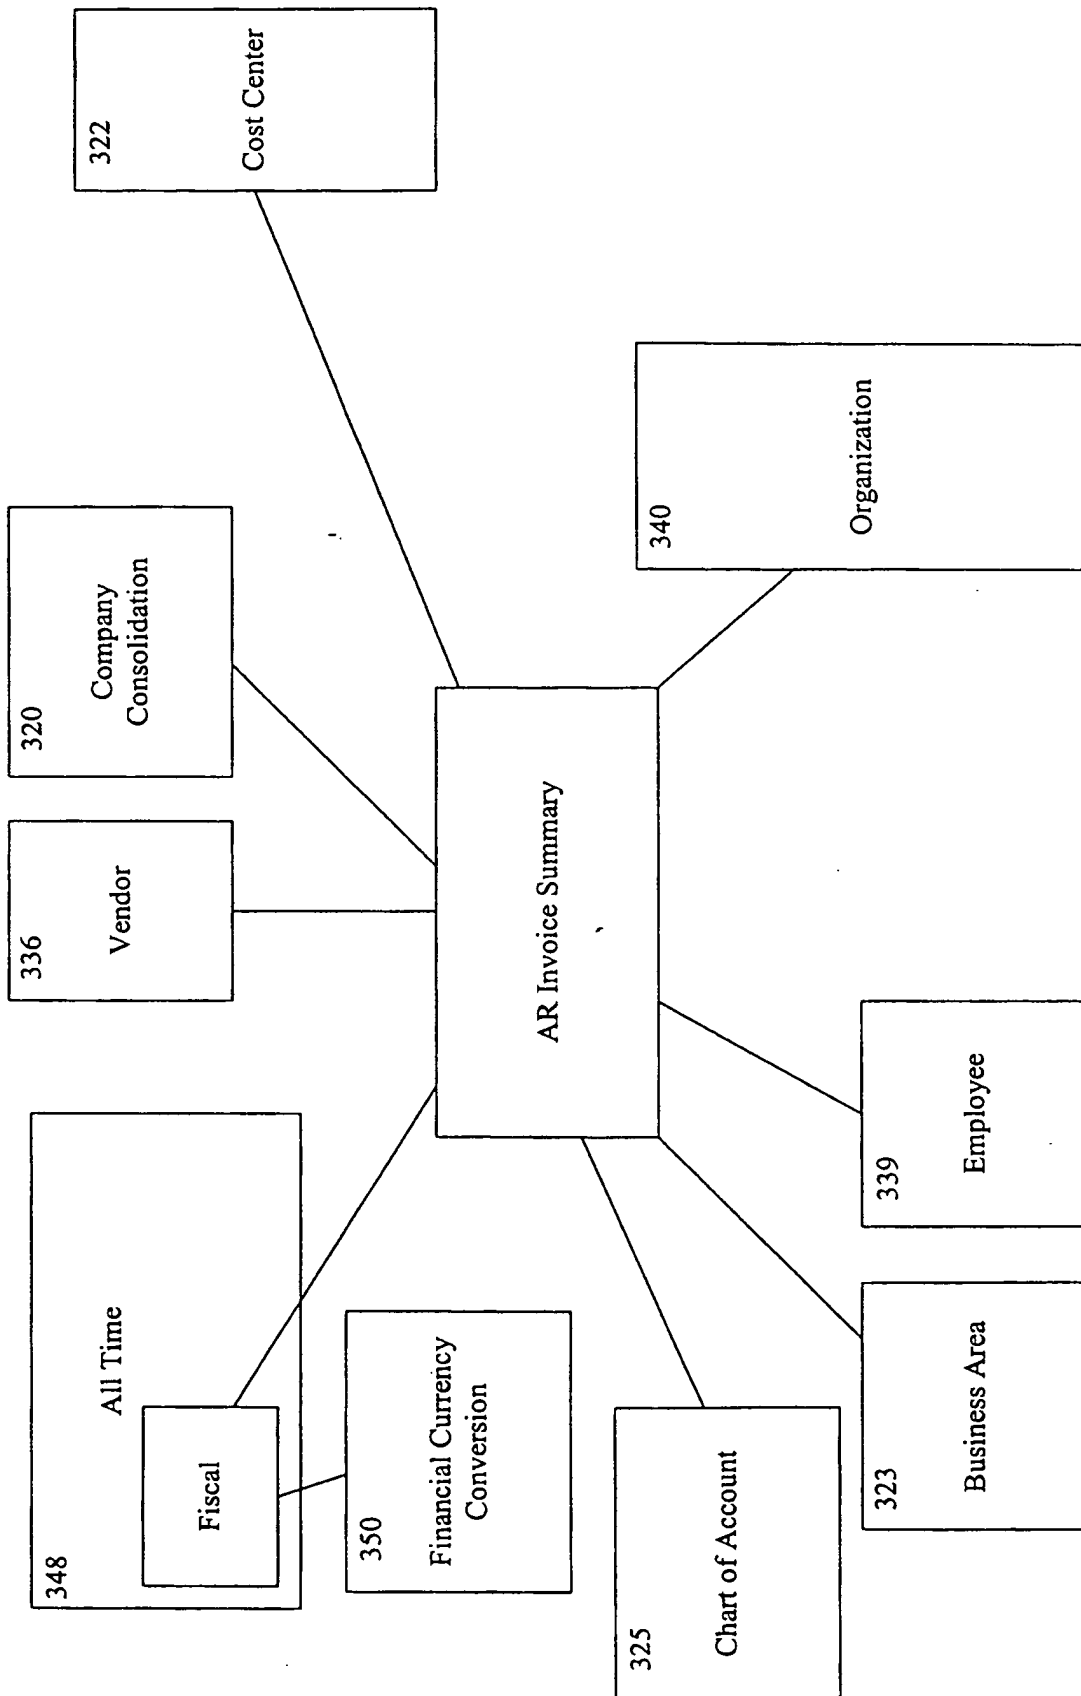 348
All Time
Fiscal
336
Vendor
320
Company
Consolidation
322
Cost Center
350
Financial Currency
Conversion
AR Invoice Summary
325
Chart of Account
323
Business Area
339
Employee
340
Organization